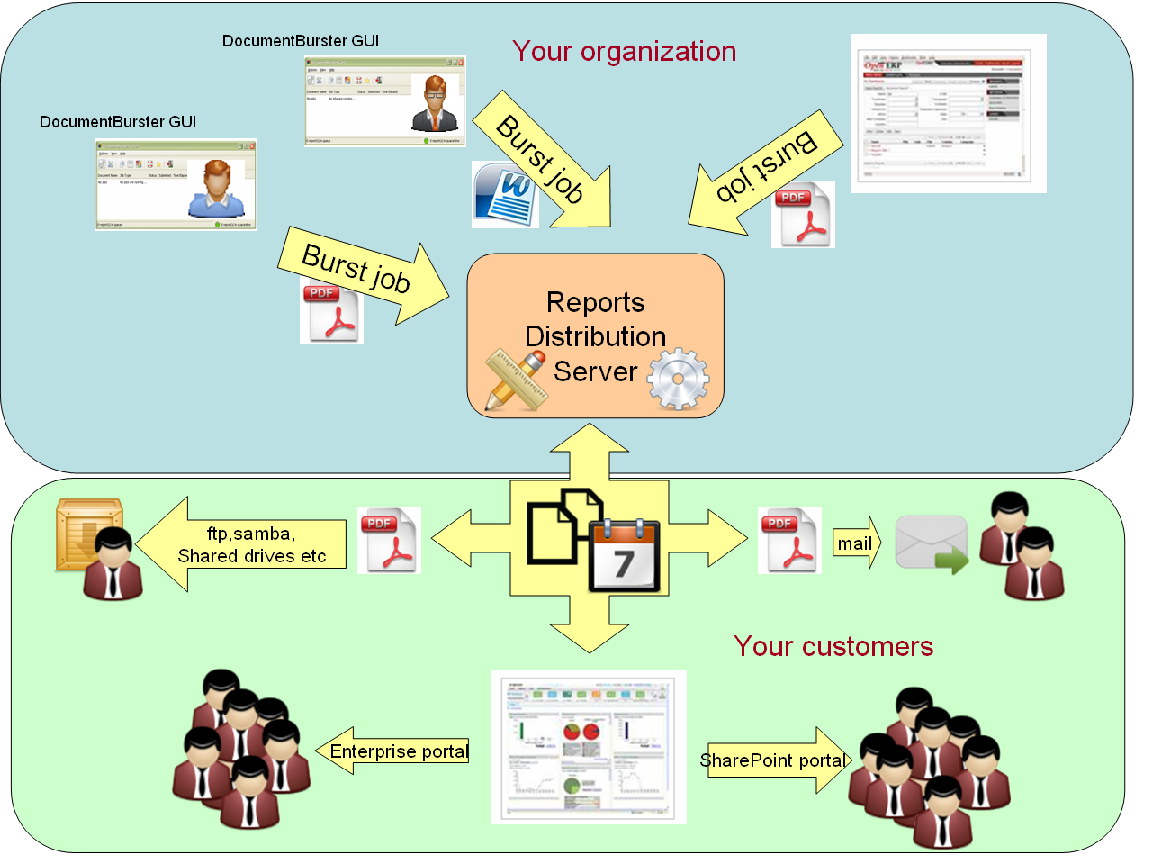 DocumentBurster GUI
Your organization
OpenERP
DocumentBurster GUI
Burst job
Burst job
W
PDF
Burst job
PDF
Reports
Distribution
Server
ftp,samba,
Shared drives etc
PDF
7
PDF
mail
Your customers
Enterprise portal
SharePoint portal